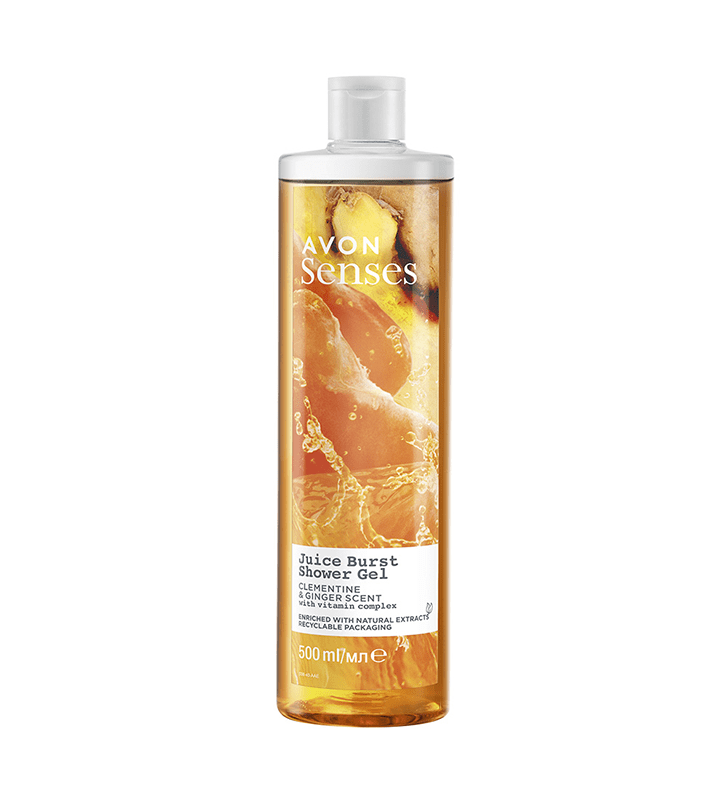 AVON
Senses
Juice Burst
Shower Gel
CLEMENTINE
& GINGER SCENT
with vitamin complex
ENRICHED WITH NATURAL EXTRACTS
RECYCLABLE PACKAGING
500 ml/мл ℮